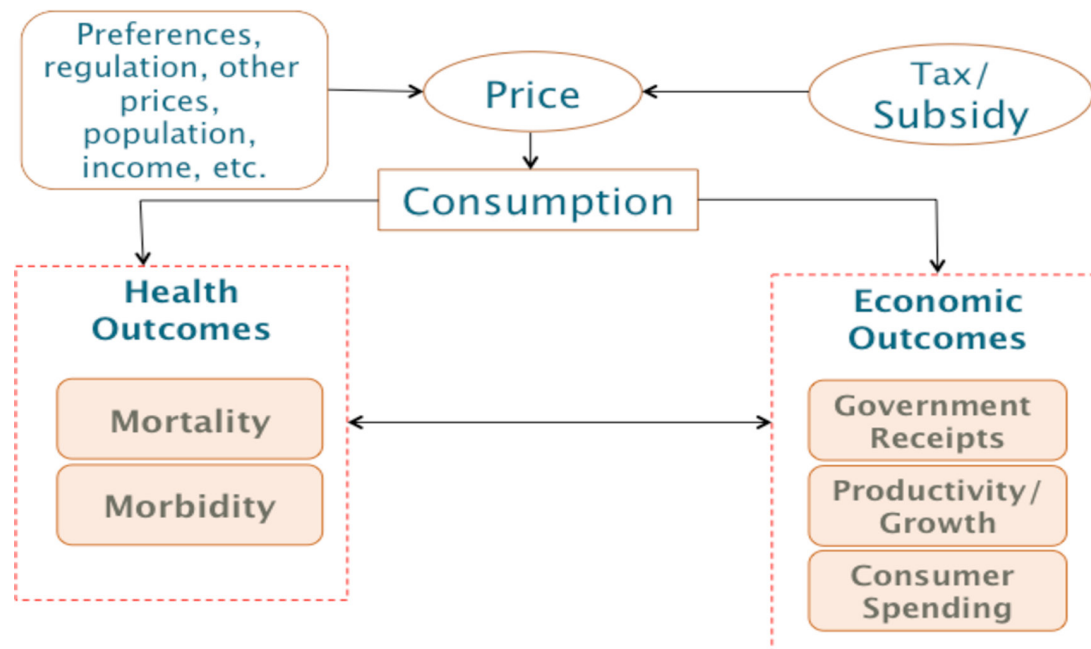 Preferences,
regulation, other
prices,
population,
income, etc.
Price
Tax/
Subsidy
Consumption
Health
Outcomes
Mortality
Morbidity
Economic
Outcomes
Government
Receipts
Productivity/
Growth
Consumer
Spending